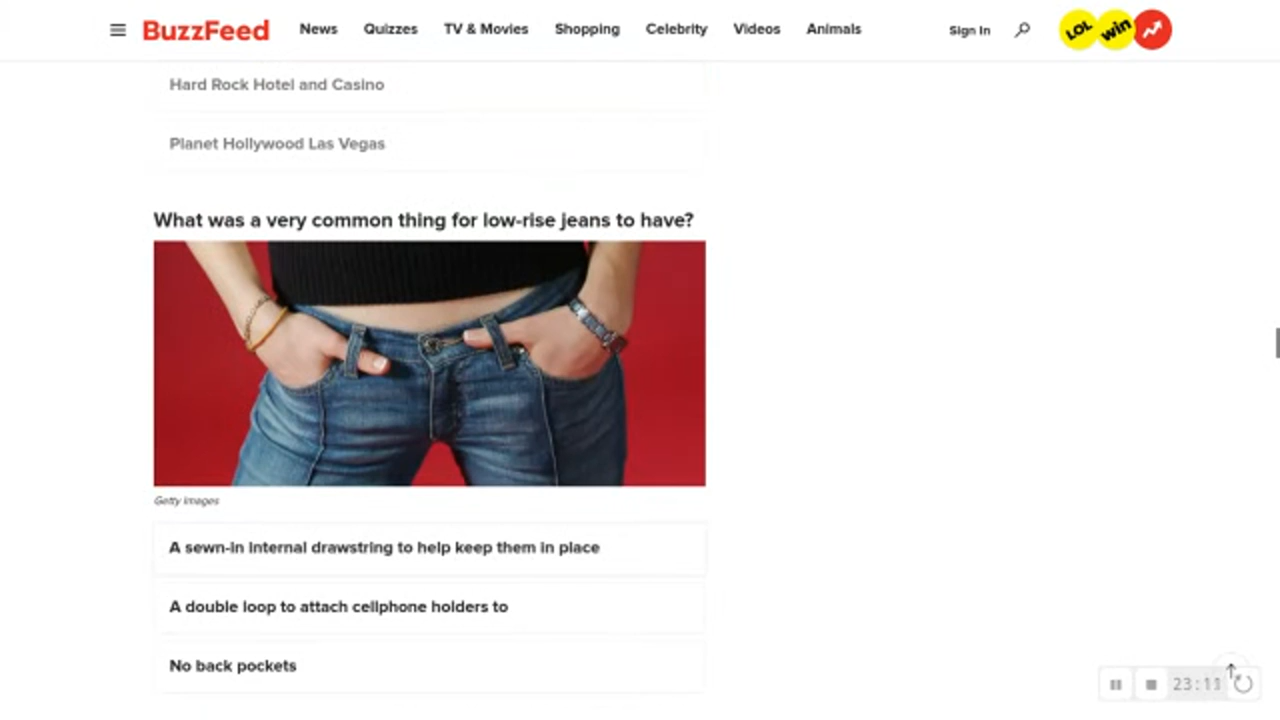 BuzzFeed News Quizzes TV & Movies Shopping Celebrity Videos Animals Sign In LOL win
Hard Rock Hotel and Casino
Planet Hollywood Las Vegas
What was a very common thing for low-rise jeans to have?
Getty Images
A sewn-in internal drawstring to help keep them in place
A double loop to attach cellphone holders to
No back pockets
23:11